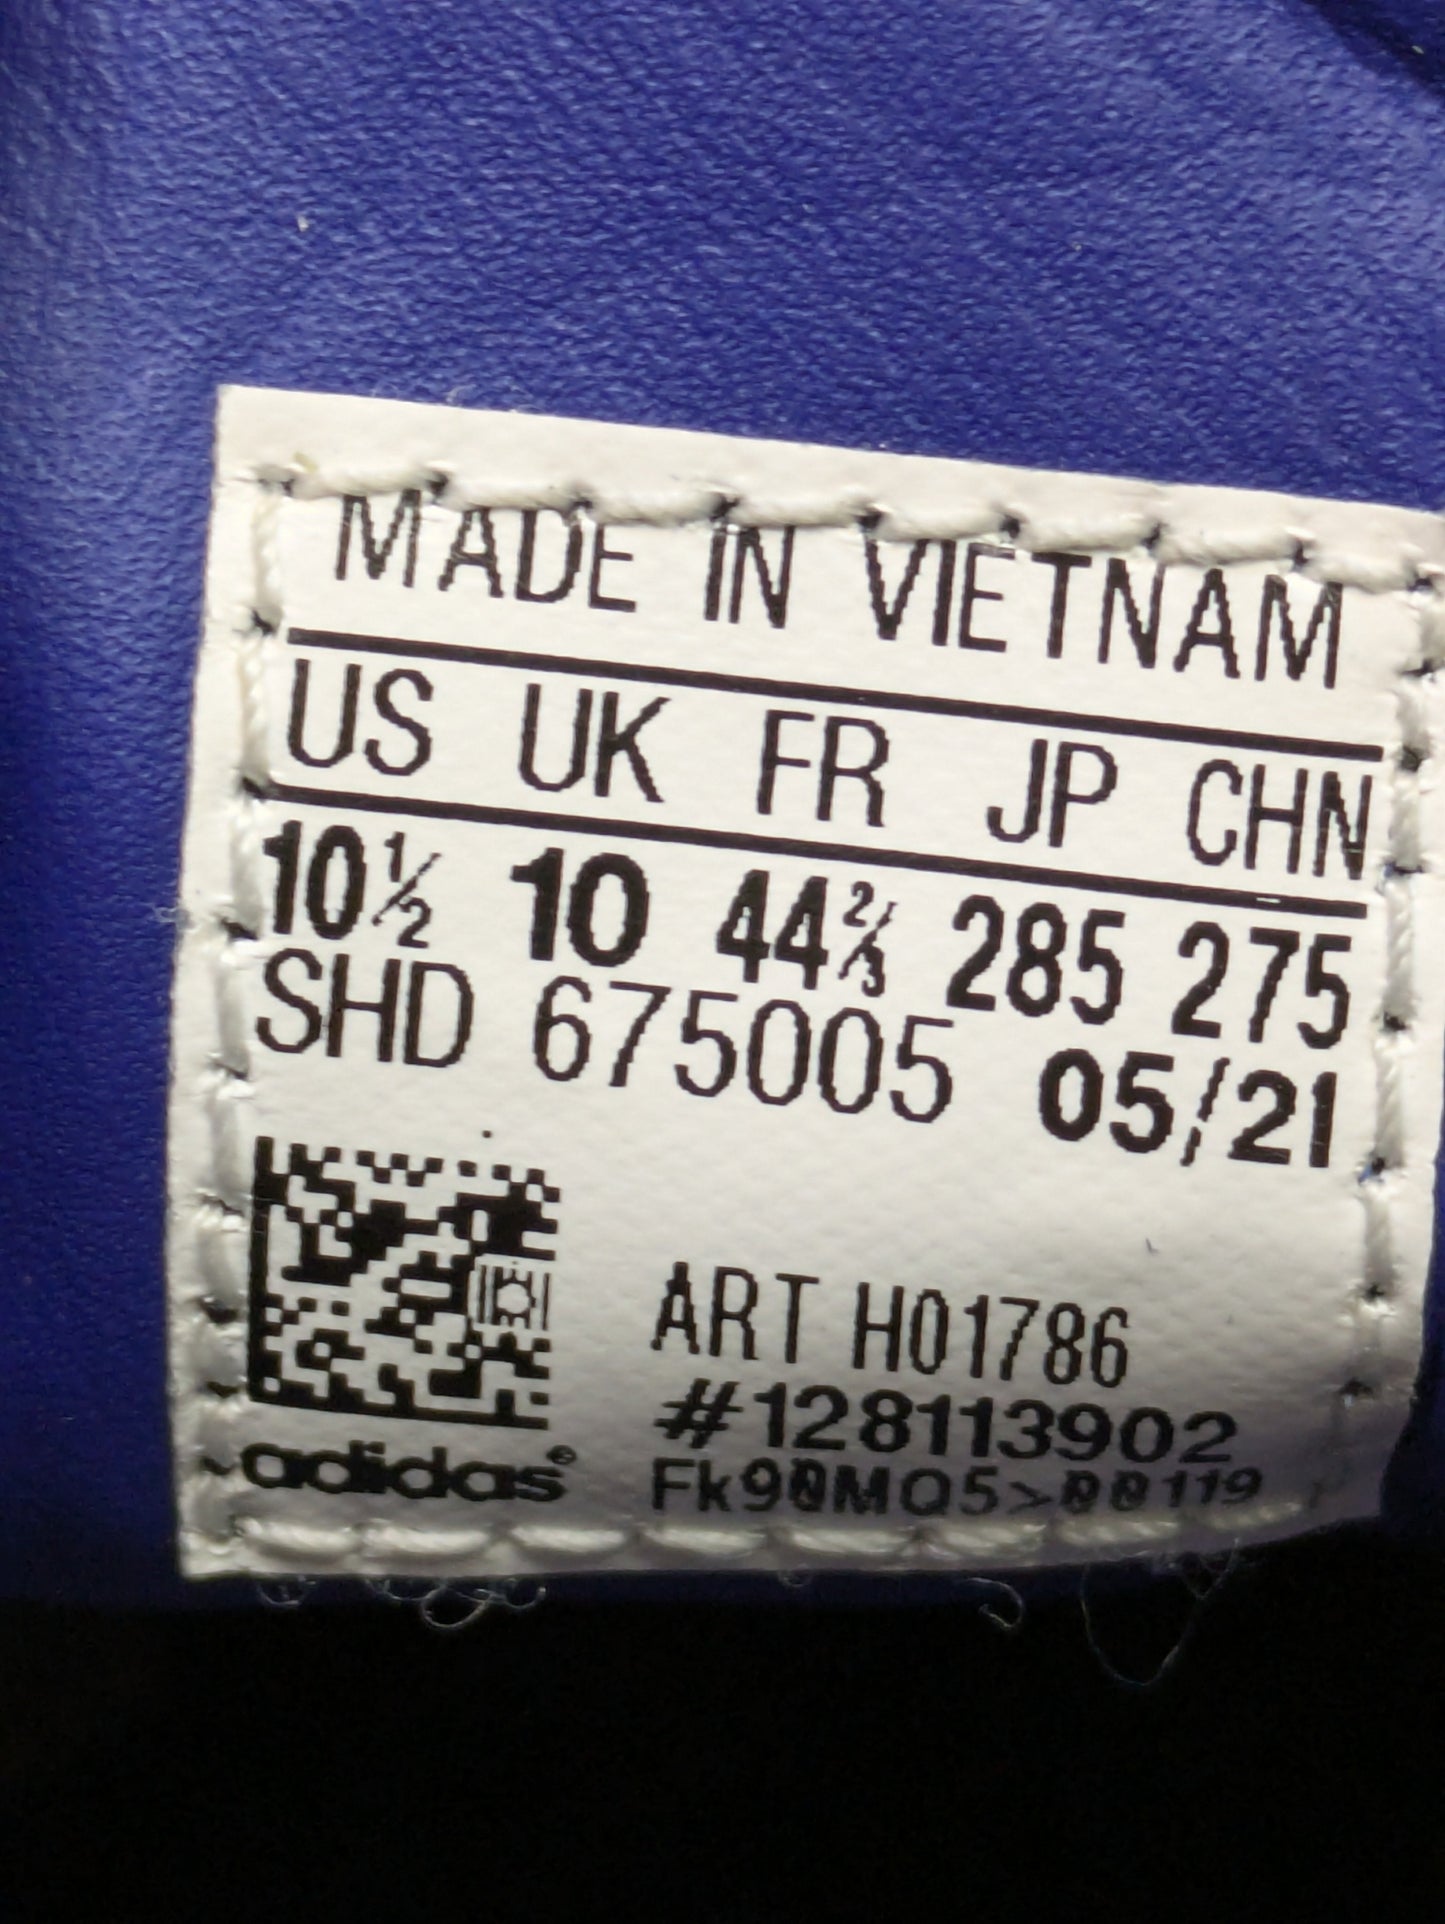 MADE IN VIETNAM
US UK FR JP CHN
10½ 10 44⅔ 285 275
SHD 675005 05/21
ART H01786
#128113902
adidas®